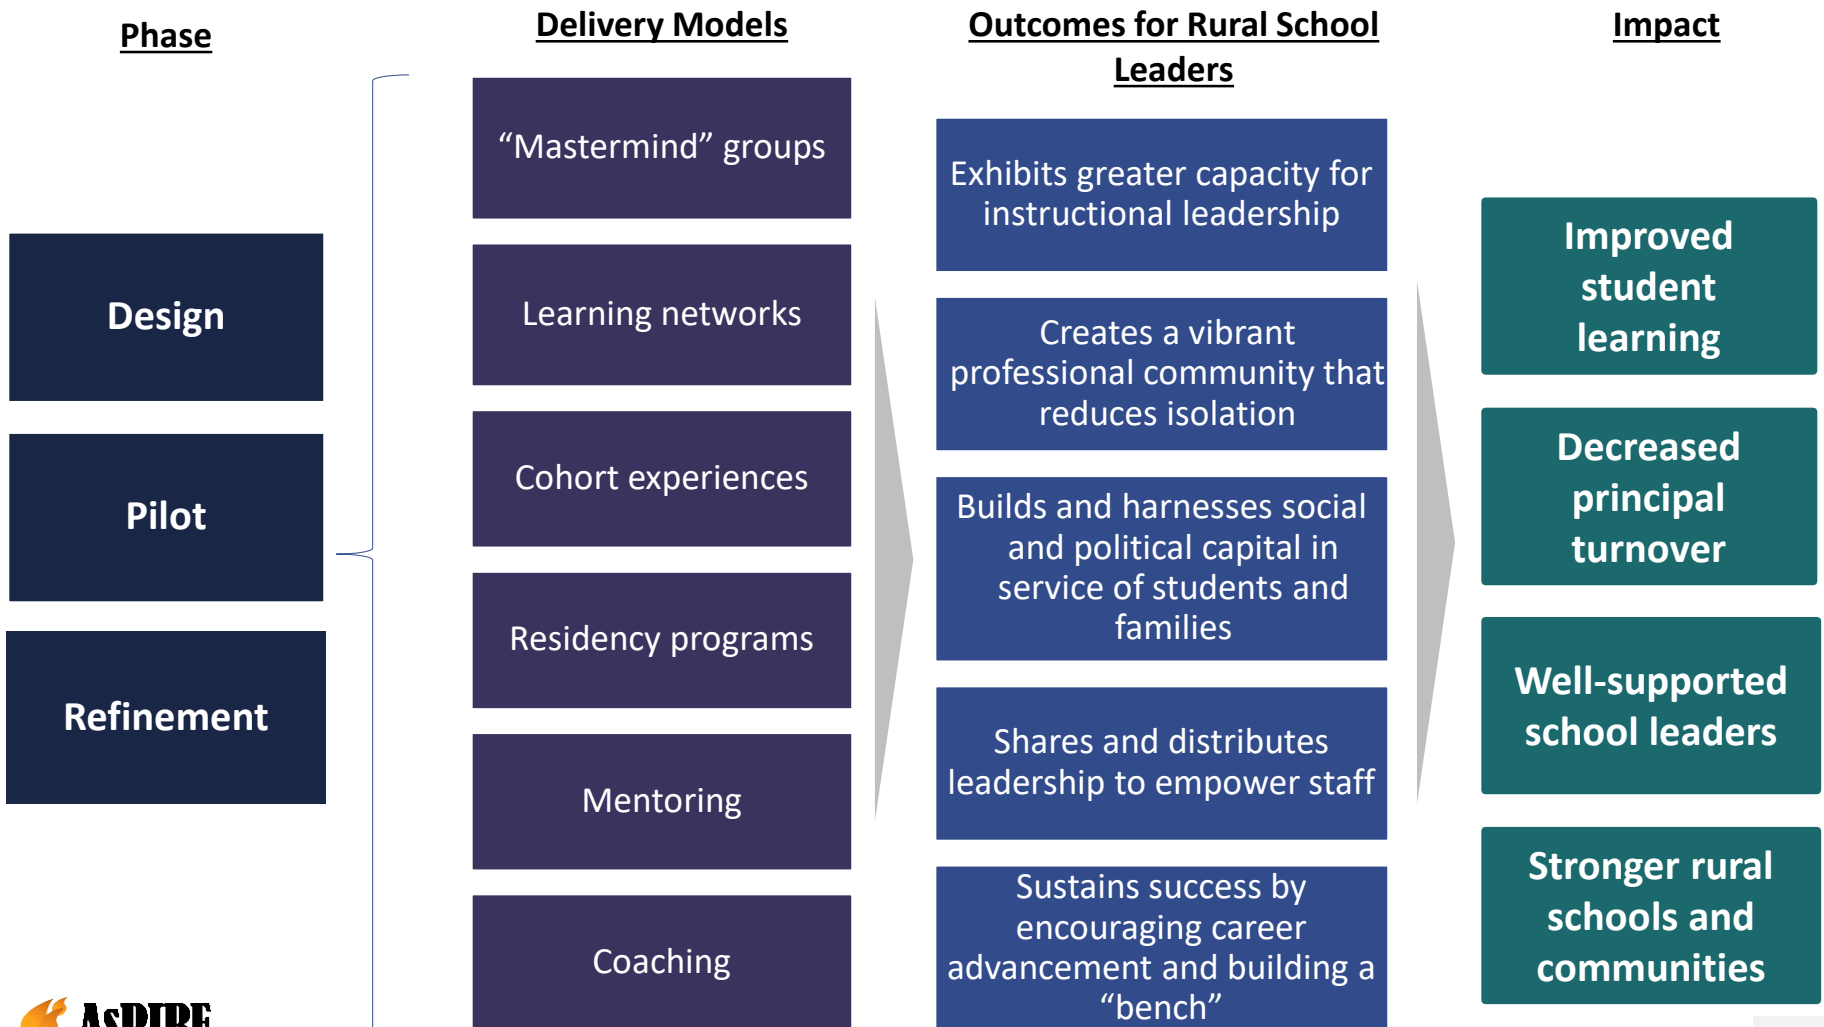 Phase
Delivery Models
Outcomes for Rural School
Leaders
Impact
Design
Pilot
Refinement
“Mastermind” groups
Learning networks
Cohort experiences
Residency programs
Mentoring
Coaching
Exhibits greater capacity for
instructional leadership
Creates a vibrant
professional community that
reduces isolation
Builds and harnesses social
and political capital in
service of students and
families
Shares and distributes
leadership to empower staff
Sustains success by
encouraging career
advancement and building a
“bench”
Improved
student
learning
Decreased
principal
turnover
Well-supported
school leaders
Stronger rural
schools and
communities
AsPIRE